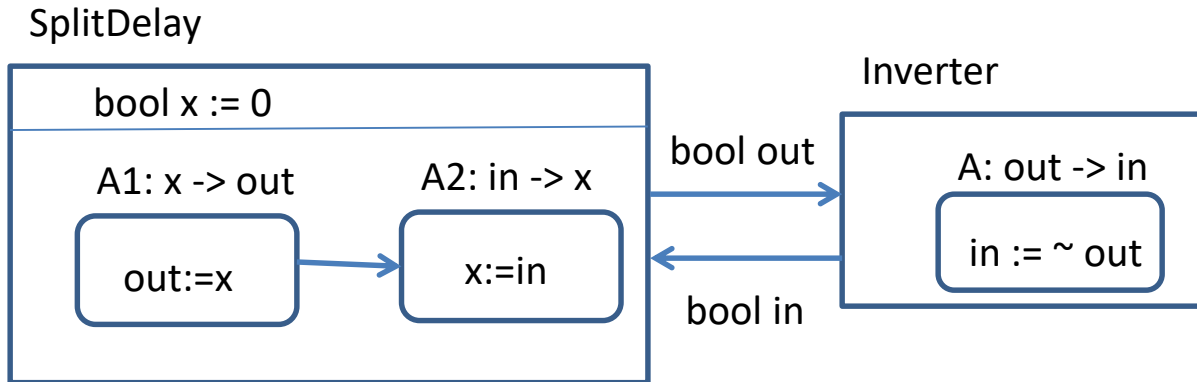 SplitDelay
bool x := 0
A1: x -> out
out:=x
A2: in -> x
x:=in
bool out
bool in
Inverter
A: out -> in
in := ~ out